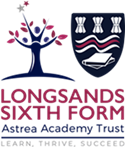 LONGSANDS
SIXTH FORM
Astrea Academy Trust
LEARN, THRIVE, SUCCEED